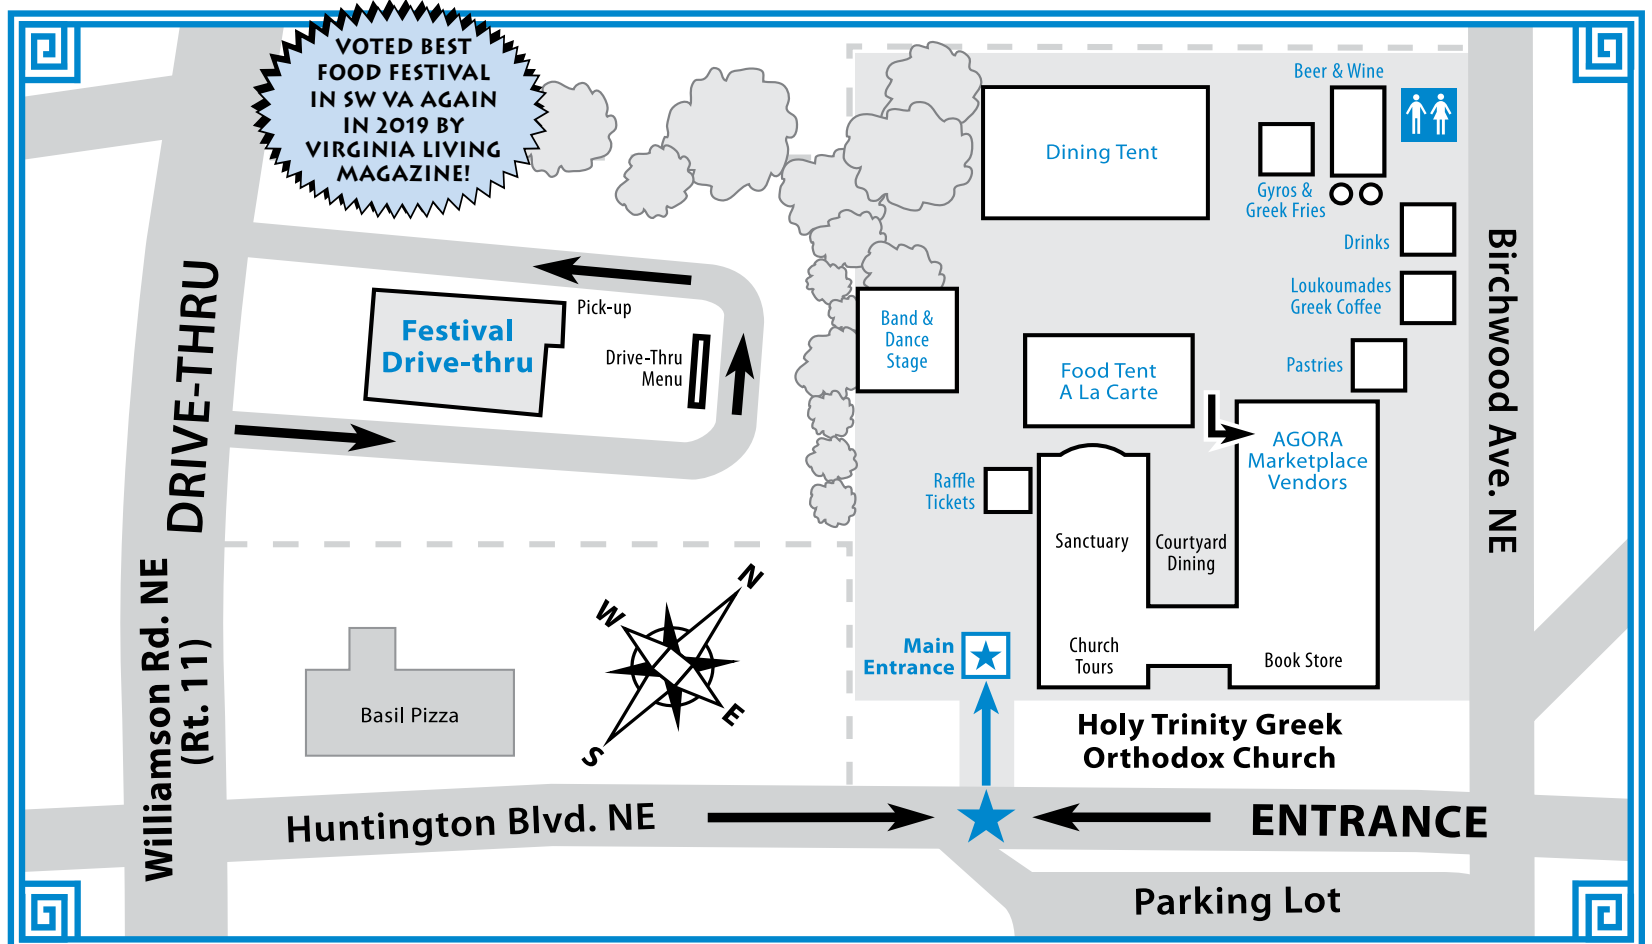 VOTED BEST
FOOD FESTIVAL
IN SW VA AGAIN
IN 2019 BY
VIRGINIA LIVING
MAGAZINE!
Beer & Wine
Dining Tent
Gyros &
Greek Fries
Drinks
Loukoumades
Greek Coffee
Pastries
Birchwood Ave. NE
DRIVE-THRU
Pick-up
Festival
Drive-thru
Drive-Thru
Menu
Band &
Dance
Stage
Food Tent
A La Carte
AGORA
Marketplace
Vendors
Raffle
Tickets
Sanctuary
Courtyard
Dining
Church
Tours
Book Store
Main
Entrance
Holy Trinity Greek
Orthodox Church
N
W
E
S
Basil Pizza
Williamson Rd. NE
(Rt. 11)
Huntington Blvd. NE
ENTRANCE
Parking Lot